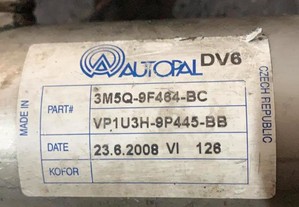 AUTOPAL DV6
MADE IN
CZECH REPUBLIC
PART# 3M5Q-9F464-BC
VP1U3H-9P445-BB
DATE 23.6.2008 VI 126
KOFOR